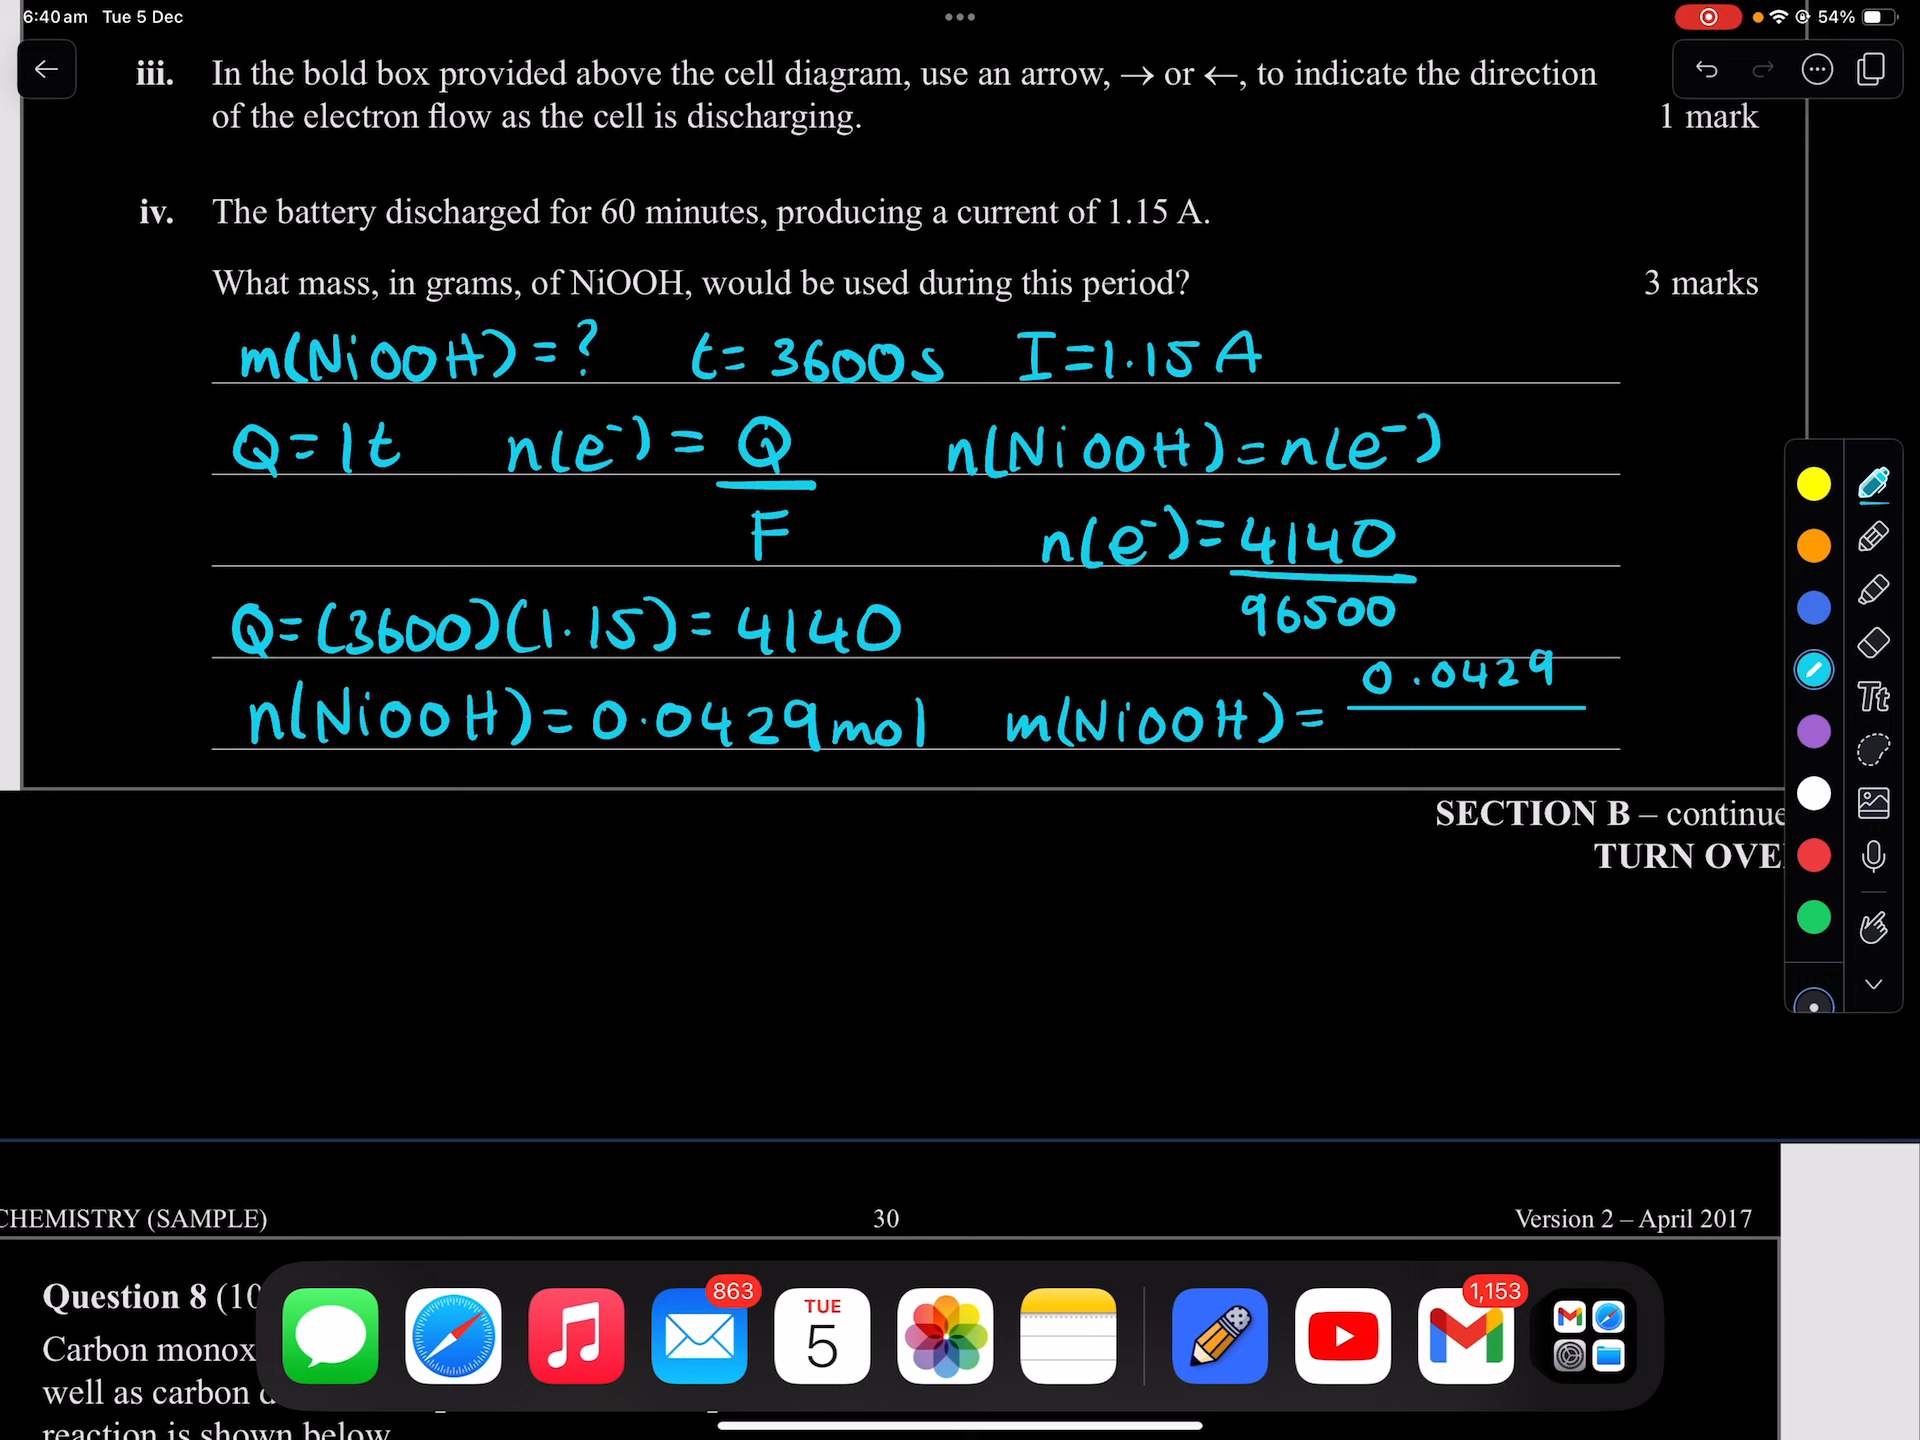 6:40 am Tue 5 Dec
54%
iii. In the bold box provided above the cell diagram, use an arrow, → or ←, to indicate the direction
of the electron flow as the cell is discharging.
1 mark
iv. The battery discharged for 60 minutes, producing a current of 1.15 A.
What mass, in grams, of NiOOH, would be used during this period?
3 marks
m(NiOOH) = ? t = 3600s I = 1.15 A
Q = It n(e⁻) = Q/F n(NiOOH) = n(e⁻)
n(e⁻) = 4140/96500
Q = (3600)(1.15) = 4140
n(NiOOH) = 0.0429 mol m(NiOOH) = 0.0429
Tt
SECTION B – continue
TURN OVE
CHEMISTRY (SAMPLE)
30
Version 2 – April 2017
Question 8 (10
Carbon monox
well as carbon d
reaction is shown below
863
TUE
5
1,153